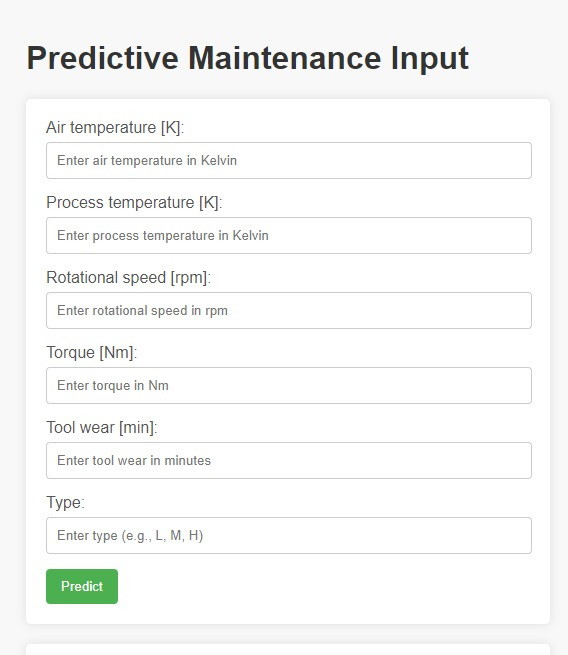 Predictive Maintenance Input
Air temperature [K]:
Enter air temperature in Kelvin
Process temperature [K]:
Enter process temperature in Kelvin
Rotational speed [rpm]:
Enter rotational speed in rpm
Torque [Nm]:
Enter torque in Nm
Tool wear [min]:
Enter tool wear in minutes
Type:
Enter type (e.g., L, M, H)
Predict